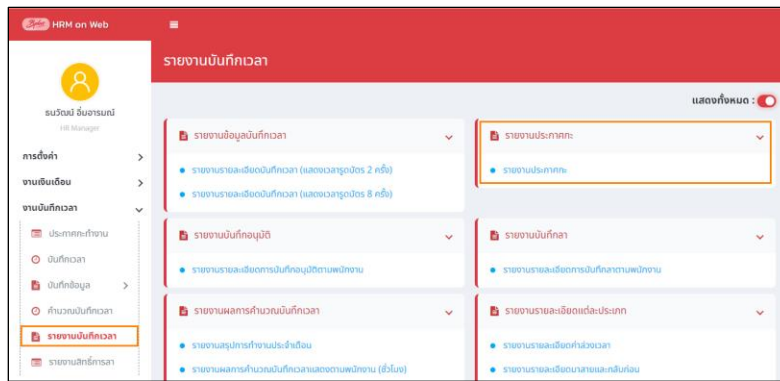 HRM on Web
รายงานบันทึกเวลา
ธนวัฒน์ อิ่มอารมณ์
HR Manager
การตั้งค่า
งานเงินเดือน
งานบันทึกเวลา
ประกาศกะทำงาน
บันทึกเวลา
บันทึกข้อมูล
คำนวณบันทึกเวลา
รายงานบันทึกเวลา
รายงานสิทธิ์การลา
แสดงทั้งหมด :
รายงานข้อมูลบันทึกเวลา
รายงานรายละเอียดบันทึกเวลา (แสดงเวลารูดบัตร 2 ครั้ง)
รายงานรายละเอียดบันทึกเวลา (แสดงเวลารูดบัตร 8 ครั้ง)
รายงานประกาศกะ
รายงานประกาศกะ
รายงานบันทึกอนุมัติ
รายงานรายละเอียดการบันทึกอนุมัติตามพนักงาน
รายงานบันทึกลา
รายงานรายละเอียดการบันทึกลาตามพนักงาน
รายงานผลการคำนวณบันทึกเวลา
รายงานสรุปการทำงานประจำเดือน
รายงานผลการคำนวณบันทึกเวลาแสดงตามพนักงาน (ชั่วโมง)
รายงานรายละเอียดแต่ละประเภท
รายงานรายละเอียดค่าล่วงเวลา
รายงานรายละเอียดมาสายและกลับก่อน